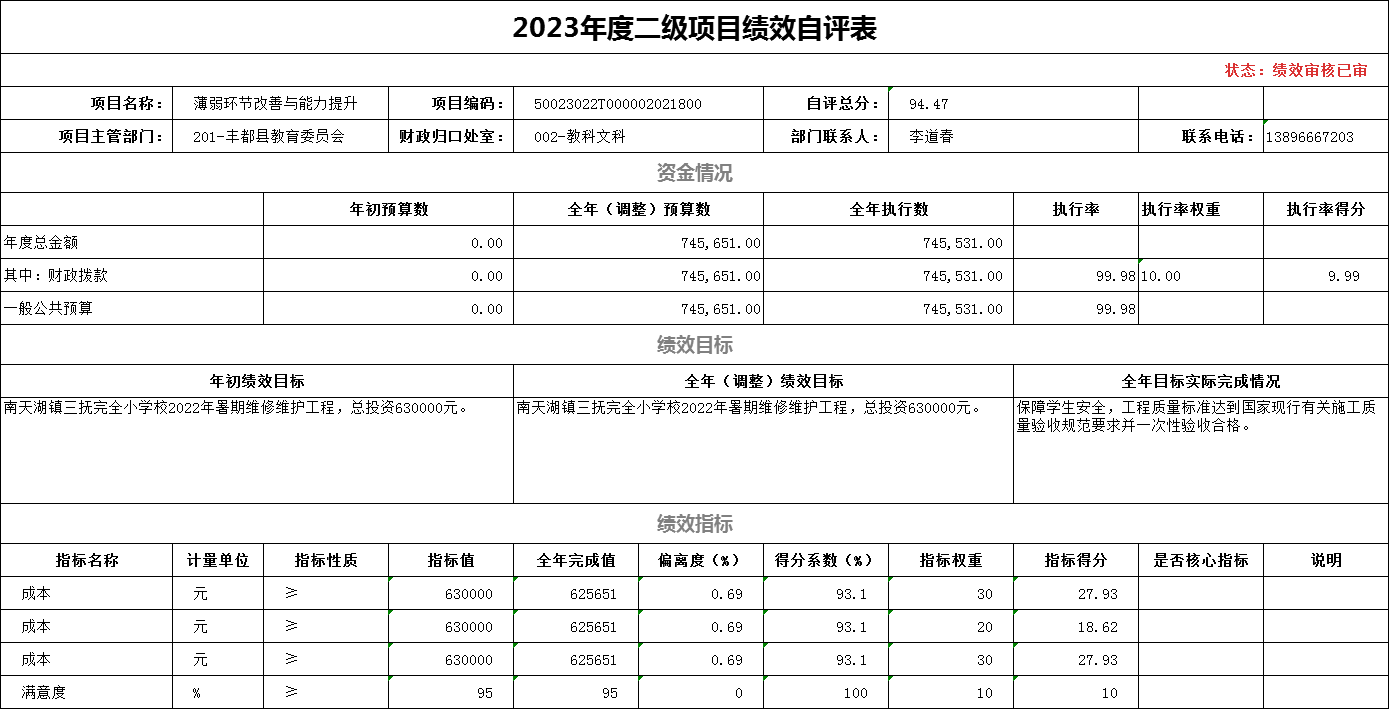 2023年度二级项目绩效自评表
状态：绩效审核已审
项目名称： 薄弱环节改善与能力提升 项目编码： 50023022T000002021800 自评总分： 94.47
项目主管部门： 201-丰都县教育委员会 财政归口处室： 002-教科文科 部门联系人： 李道春 联系电话： 13896667203
资金情况
年初预算数 全年（调整）预算数 全年执行数 执行率 执行率权重 执行率得分
年度总金额 0.00 745,651.00 745,531.00
其中：财政拨款 0.00 745,651.00 745,531.00 99.98 10.00 9.99
一般公共预算 0.00 745,651.00 745,531.00 99.98
绩效目标
年初绩效目标 全年（调整）绩效目标 全年目标实际完成情况
南天湖镇三抚完全小学校2022年暑期维修维护工程，总投资630000元。 南天湖镇三抚完全小学校2022年暑期维修维护工程，总投资630000元。 保障学生安全，工程质量标准达到国家现行有关施工质
量验收规范要求并一次性验收合格。
绩效指标
指标名称 计量单位 指标性质 指标值 全年完成值 偏离度（%） 得分系数（%） 指标权重 指标得分 是否核心指标 说明
成本 元 ≥ 630000 625651 0.69 93.1 30 27.93
成本 元 ≥ 630000 625651 0.69 93.1 20 18.62
成本 元 ≥ 630000 625651 0.69 93.1 30 27.93
满意度 % ≥ 95 95 0 100 10 10